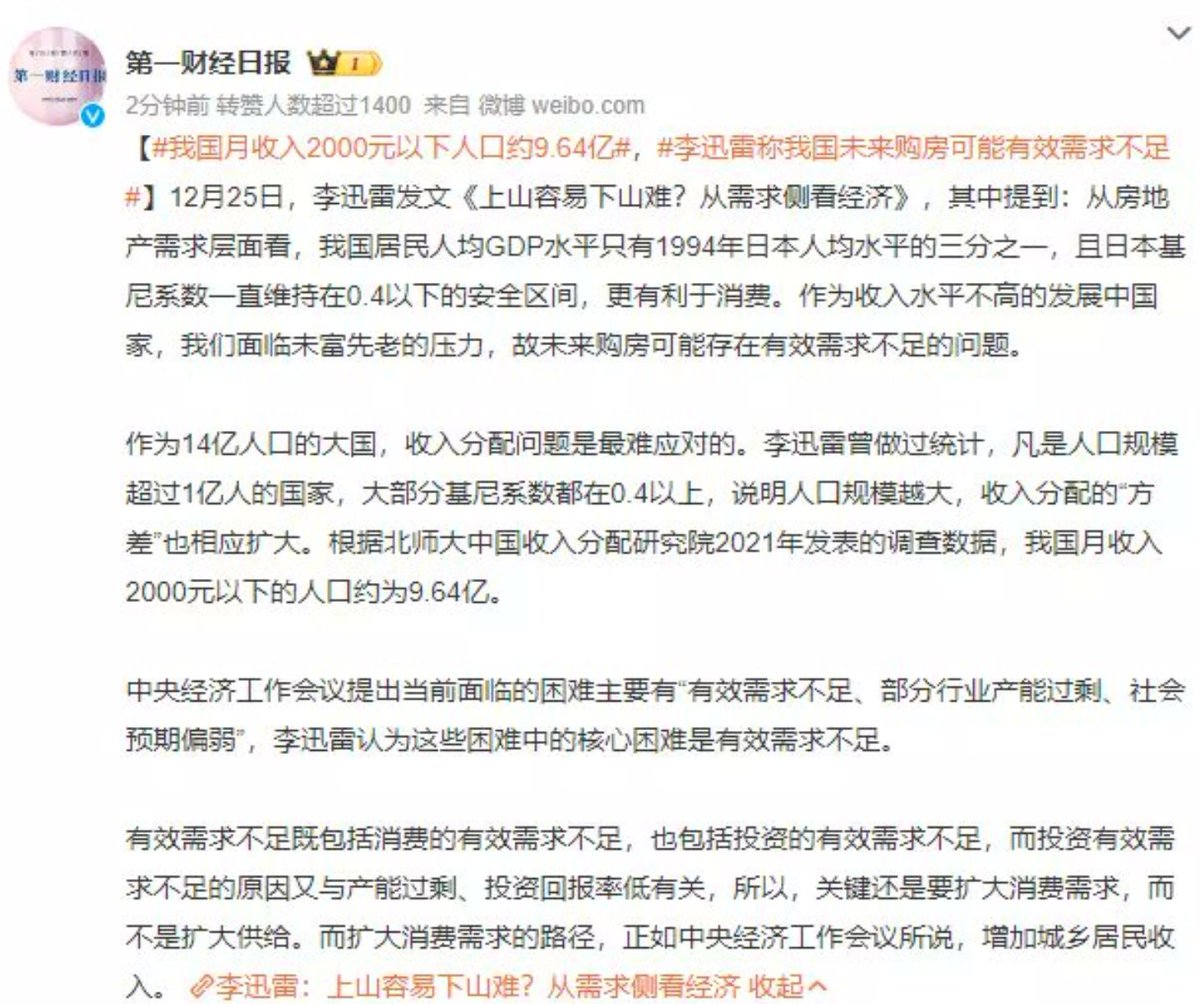 第一财经日报
2分钟前 转赞人数超过1400 来自 微博 weibo.com
【#我国月收入2000元以下人口约9.64亿#，#李迅雷称我国未来购房可能有效需求不足
#】12月25日，李迅雷发文《上山容易下山难？从需求侧看经济》，其中提到：从房地
产需求层面看，我国居民人均GDP水平只有1994年日本人均水平的三分之一，且日本基
尼系数一直维持在0.4以下的安全区间，更有利于消费。作为收入水平不高的发展中国
家，我们面临未富先老的压力，故未来购房可能存在有效需求不足的问题。
作为14亿人口的大国，收入分配问题是最难应对的。李迅雷曾做过统计，凡是人口规模
超过1亿人的国家，大部分基尼系数都在0.4以上，说明人口规模越大，收入分配的“方
差”也相应扩大。根据北师大中国收入分配研究院2021年发表的调查数据，我国月收入
2000元以下的人口约为9.64亿。
中央经济工作会议提出当前面临的困难主要有“有效需求不足、部分行业产能过剩、社会
预期偏弱”，李迅雷认为这些困难中的核心困难是有效需求不足。
有效需求不足既包括消费的有效需求不足，也包括投资的有效需求不足，而投资有效需
求不足的原因又与产能过剩、投资回报率低有关，所以，关键还是要扩大消费需求，而
不是扩大供给。而扩大消费需求的路径，正如中央经济工作会议所说，增加城乡居民收
入。 李迅雷：上山容易下山难？从需求侧看经济 收起